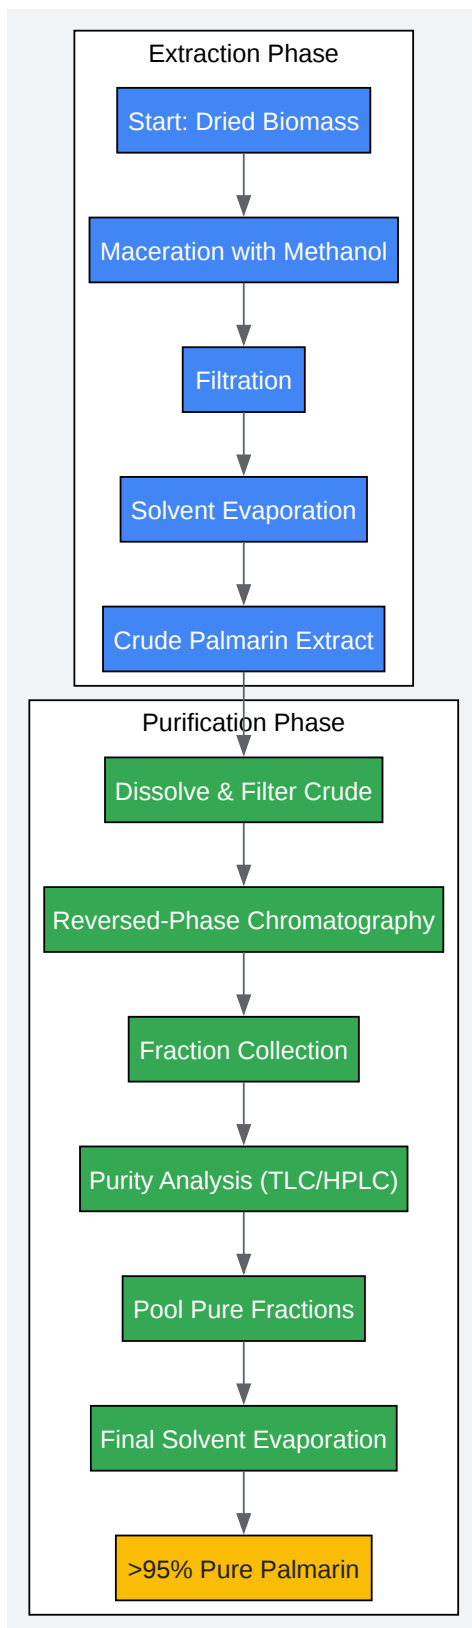 Extraction Phase
Start: Dried Biomass
Maceration with Methanol
Filtration
Solvent Evaporation
Crude Palmarin Extract
Purification Phase
Dissolve & Filter Crude
Reversed-Phase Chromatography
Fraction Collection
Purity Analysis (TLC/HPLC)
Pool Pure Fractions
Final Solvent Evaporation
>95% Pure Palmarin